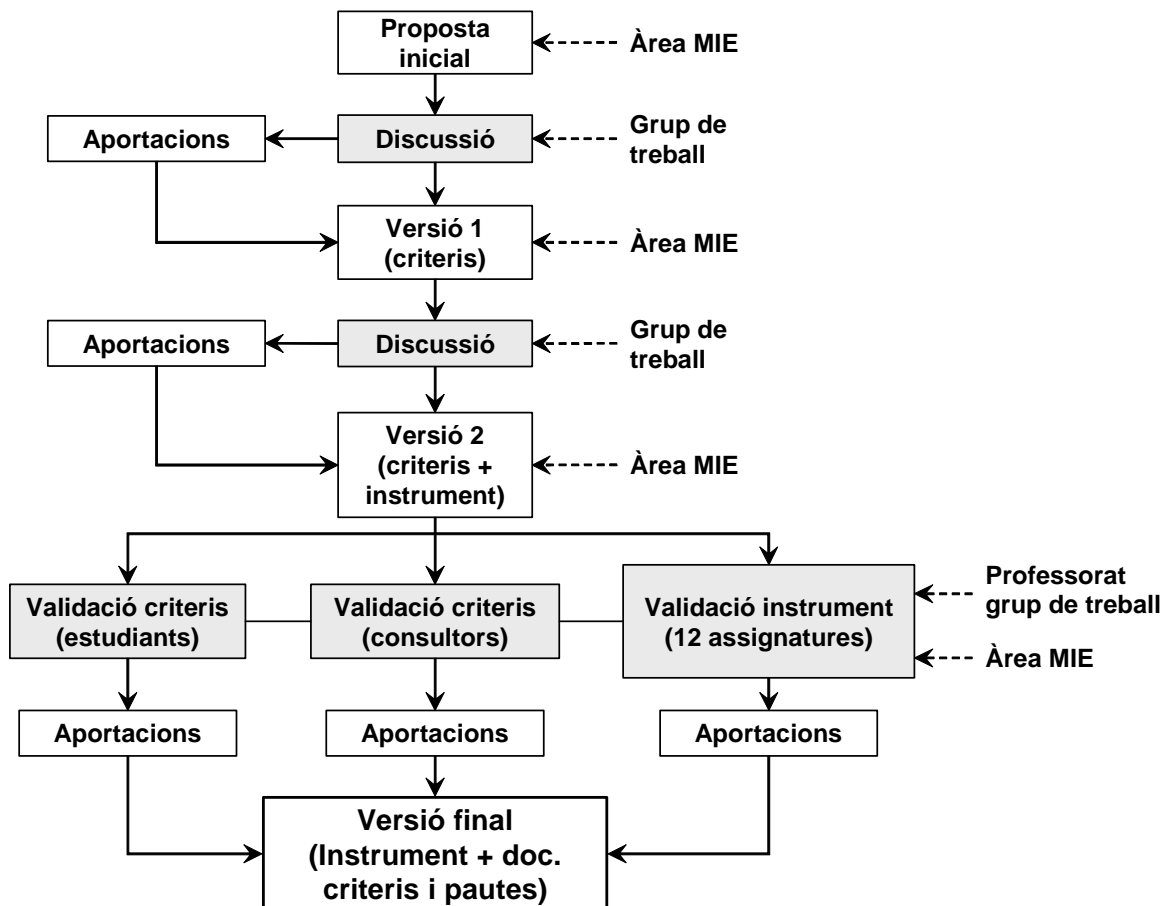 Proposta
inicial
Àrea MIE
Aportacions
Discussió
Grup de
treball
Versió 1
(criteris)
Àrea MIE
Aportacions
Discussió
Grup de
treball
Versió 2
(criteris +
instrument)
Àrea MIE
Validació criteris
(estudiants)
Validació criteris
(consultors)
Validació instrument
(12 assignatures)
Professorat
grup de treball
Àrea MIE
Aportacions
Aportacions
Aportacions
Versió final
(Instrument + doc.
criteris i pautes)